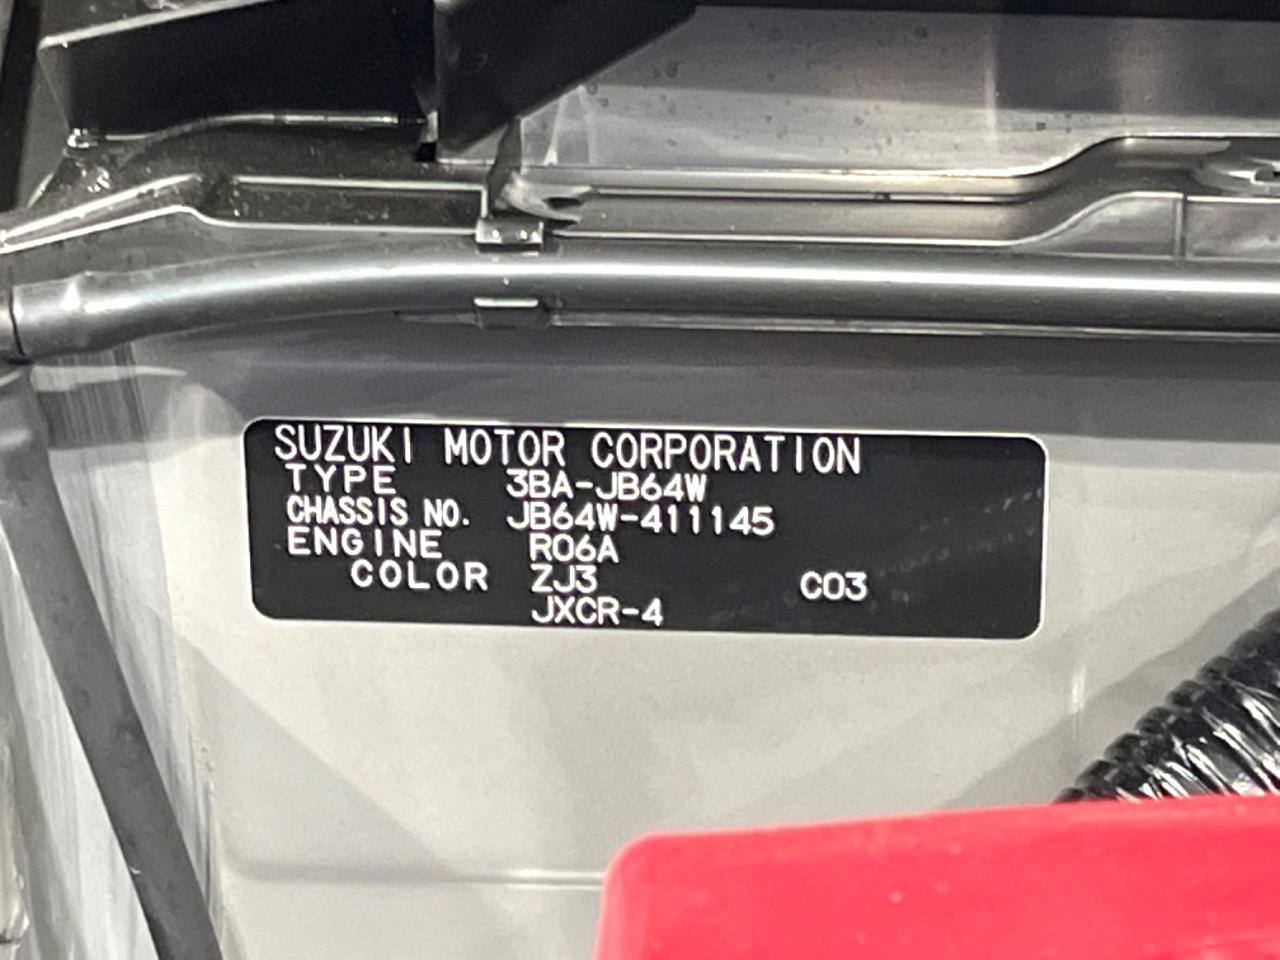 SUZUKI MOTOR CORPORATION
TYPE 3BA-JB64W
CHASSIS NO. JB64W-411145
ENGINE R06A
COLOR ZJ3 C03
JXCR-4